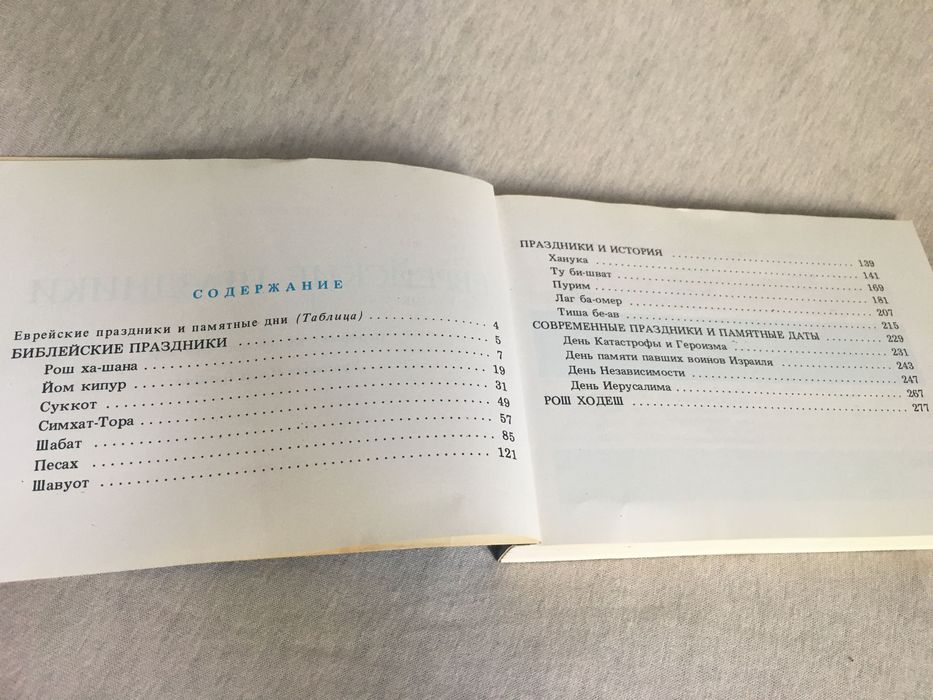 СОДЕРЖАНИЕ
Еврейские праздники и памятные дни (Таблица) . . . . . . . . . . . . 4
БИБЛЕЙСКИЕ ПРАЗДНИКИ . . . . . . . . . . . . 5
Рош ха-шана . . . . . . . . . . . . 7
Йом кипур . . . . . . . . . . . . 19
Суккот . . . . . . . . . . . . 31
Симхат-Тора . . . . . . . . . . . . 49
Шабат . . . . . . . . . . . . 57
Песах . . . . . . . . . . . . 85
Шавуот . . . . . . . . . . . . 121
ПРАЗДНИКИ И ИСТОРИЯ . . . . . . . . . . . . 139
Ханука . . . . . . . . . . . . 141
Ту би-шват . . . . . . . . . . . . 169
Пурим . . . . . . . . . . . . 181
Лаг ба-омер . . . . . . . . . . . . 207
Тиша бе-ав . . . . . . . . . . . . 215
СОВРЕМЕННЫЕ ПРАЗДНИКИ И ПАМЯТНЫЕ ДАТЫ . . . . . . . . 229
День Катастрофы и Героизма . . . . . . . . . . . . 231
День памяти павших воинов Израиля . . . . . . . . . . . . 243
День Независимости . . . . . . . . . . . . 247
День Иерусалима . . . . . . . . . . . . 267
РОШ ХОДЕШ . . . . . . . . . . . . 277